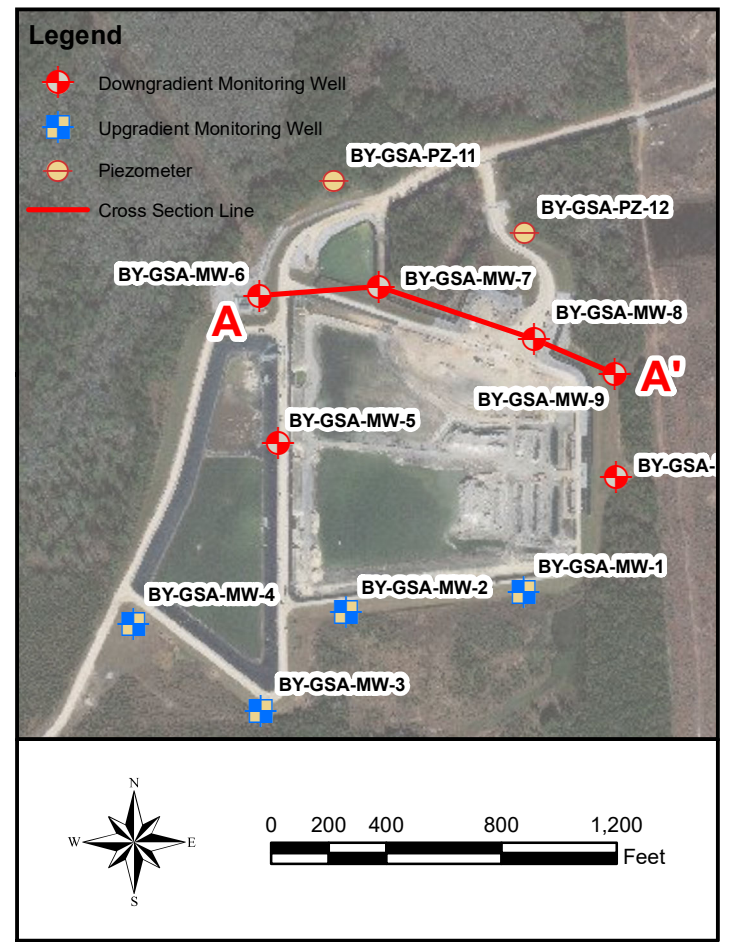 Legend
Downgradient Monitoring Well
Upgradient Monitoring Well
Piezometer
Cross Section Line
BY-GSA-PZ-11
BY-GSA-PZ-12
BY-GSA-MW-6
BY-GSA-MW-7
A
BY-GSA-MW-8
A'
BY-GSA-MW-9
BY-GSA-MW-5
BY-GSA-
BY-GSA-MW-1
BY-GSA-MW-2
BY-GSA-MW-4
BY-GSA-MW-3
N
W E
S
0 200 400 800 1,200
Feet